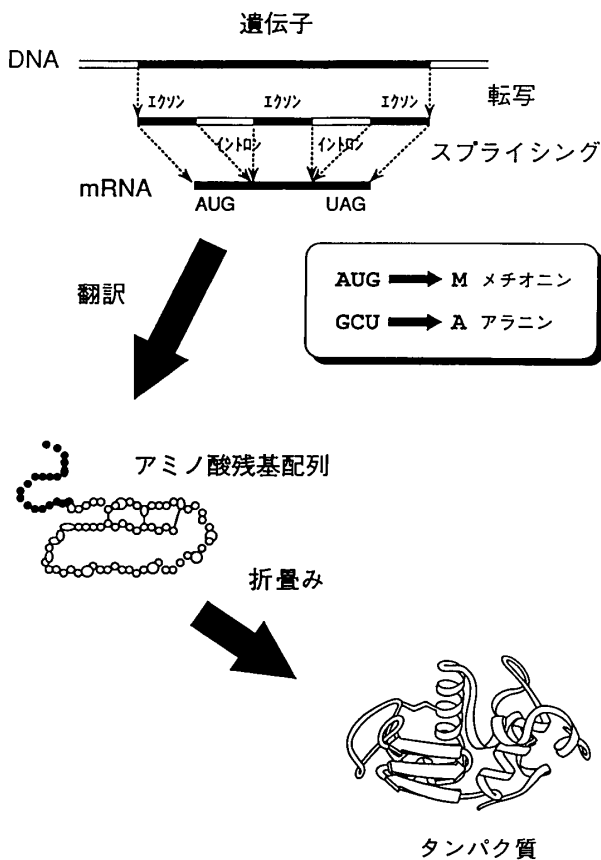 遺伝子
DNA
転写
エクソン エクソン エクソン
イントロン イントロン
スプライシング
mRNA
AUG UAG
翻訳
AUG M メチオニン
GCU A アラニン
アミノ酸残基配列
折畳み
タンパク質